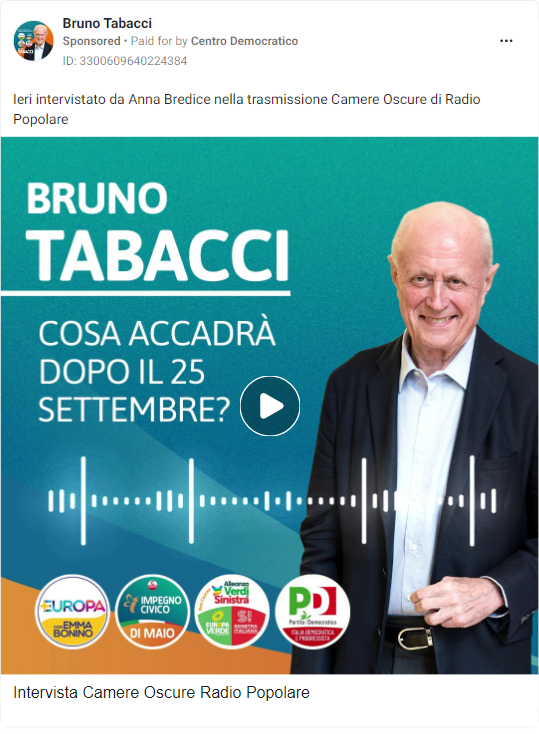 Bruno Tabacci
Sponsored • Paid for by Centro Democratico
ID: 3300609640224384
Ieri intervistato da Anna Bredice nella trasmissione Camere Oscure di Radio
Popolare
BRUNO
TABACCI
COSA ACCADRÀ
DOPO IL 25
SETTEMBRE?
+EUROPA
CON EMMA
BONINO
IMPEGNO
CIVICO
DI MAIO
Alleanza
Verdi
Sinistra
EUROPA
VERDE
SI
SINISTRA
ITALIANA
PD
Partito Democratico
ITALIA DEMOCRATICA
E PROGRESSISTA
Intervista Camere Oscure Radio Popolare